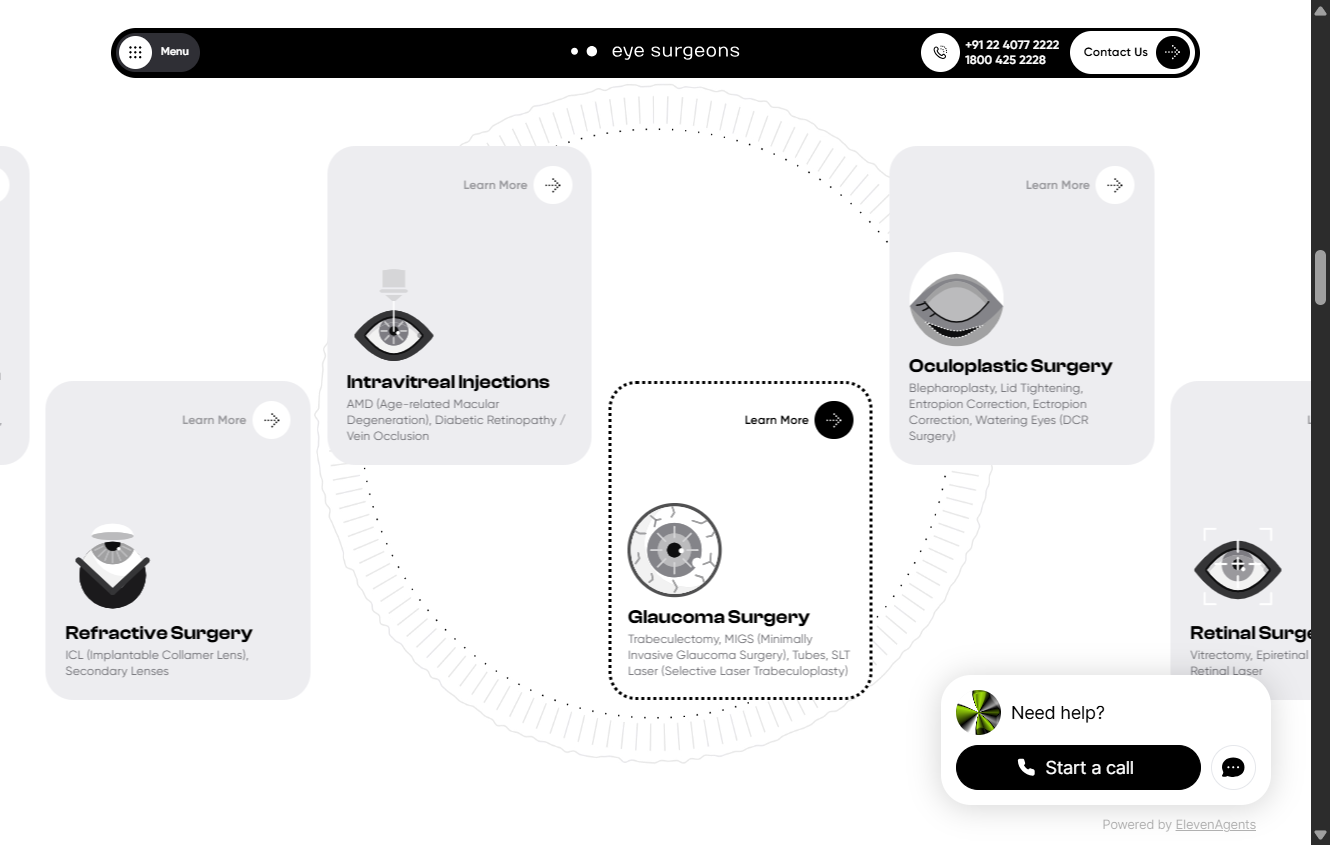 Menu
eye surgeons
+91 22 4077 2222
1800 425 2228
Contact Us
Learn More
Intravitreal Injections
AMD (Age-related Macular
Degeneration), Diabetic Retinopathy /
Vein Occlusion
Learn More
Oculoplastic Surgery
Blepharoplasty, Lid Tightening,
Entropion Correction, Ectropion
Correction, Watering Eyes (DCR
Surgery)
Learn More
Refractive Surgery
ICL (Implantable Collamer Lens),
Secondary Lenses
Learn More
Glaucoma Surgery
Trabeculectomy, MIGS (Minimally
Invasive Glaucoma Surgery), Tubes, SLT
Laser (Selective Laser Trabeculoplasty)
Retinal Surge
Vitrectomy, Epiretinal
Retinal Laser
Need help?
Start a call
Powered by ElevenAgents